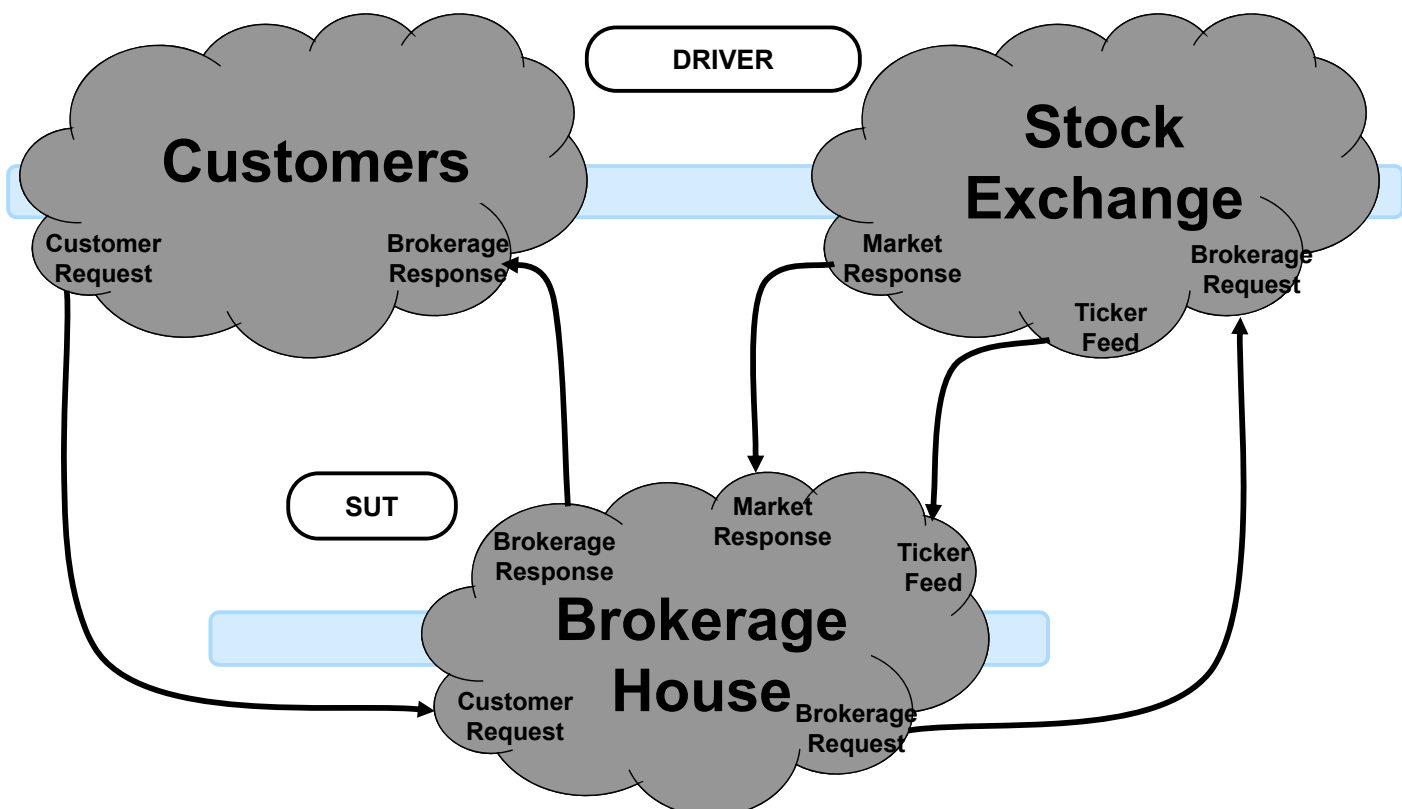 DRIVER
Customers
Customer
Request
Brokerage
Response
Stock
Exchange
Market
Response
Brokerage
Request
Ticker
Feed
SUT
Brokerage
Response
Market
Response
Ticker
Feed
Brokerage
House
Customer
Request
Brokerage
Request